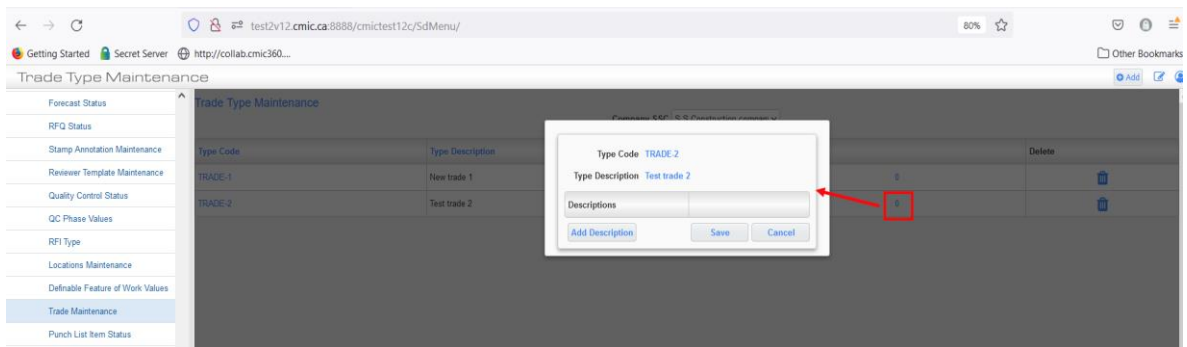 test2v12.cmic.ca:8888/cmictest12c/SdMenu/
80%
Getting Started
Secret Server
http://collab.cmic360....
Other Bookmarks
Trade Type Maintenance
Add
Forecast Status
RFQ Status
Stamp Annotation Maintenance
Reviewer Template Maintenance
Quality Control Status
QC Phase Values
RFI Type
Locations Maintenance
Definable Feature of Work Values
Trade Maintenance
Punch List Item Status
Trade Type Maintenance
Company SSC S.S Construction company
Type Code
Type Description
Delete
TRADE-1
New trade 1
0
TRADE-2
Test trade 2
0
Type Code TRADE-2
Type Description Test trade 2
Descriptions
Add Description
Save
Cancel